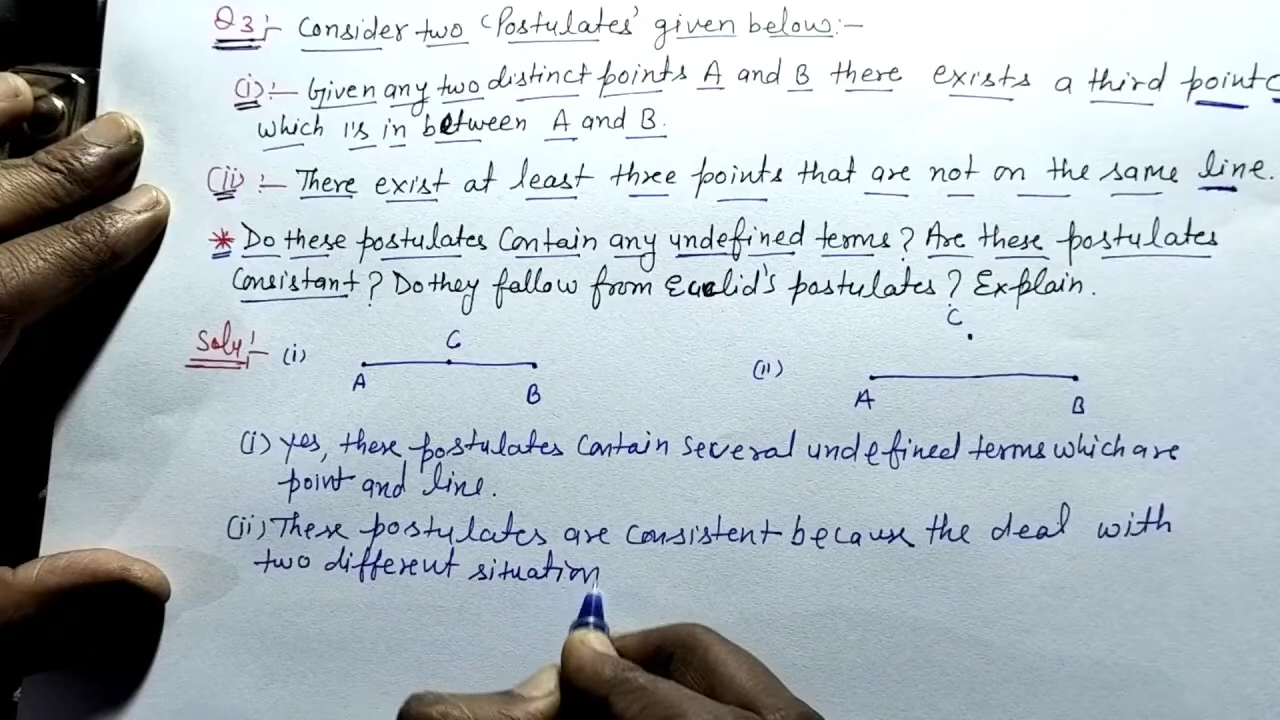 Q3:- Consider two 'Postulates' given below:-
(i):- Given any two distinct points A and B there exists a third point C
which is in between A and B.
(ii):- There exist at least three points that are not on the same line.
* Do these postulates Contain any undefined terms? Are these postulates
Consistant? Do they follow from Euclid's postulates? Explain.
Soln:- (i) A C B (ii) A B C
(i) yes, these postulates contain several undefined terms which are
point and line.
(ii) These postulates are consistent because the deal with
two different situation